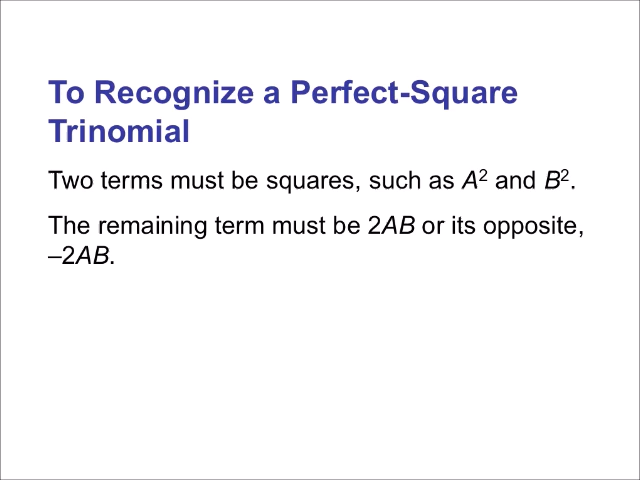 To Recognize a Perfect-Square
Trinomial
Two terms must be squares, such as A² and B².
The remaining term must be 2AB or its opposite,
–2AB.